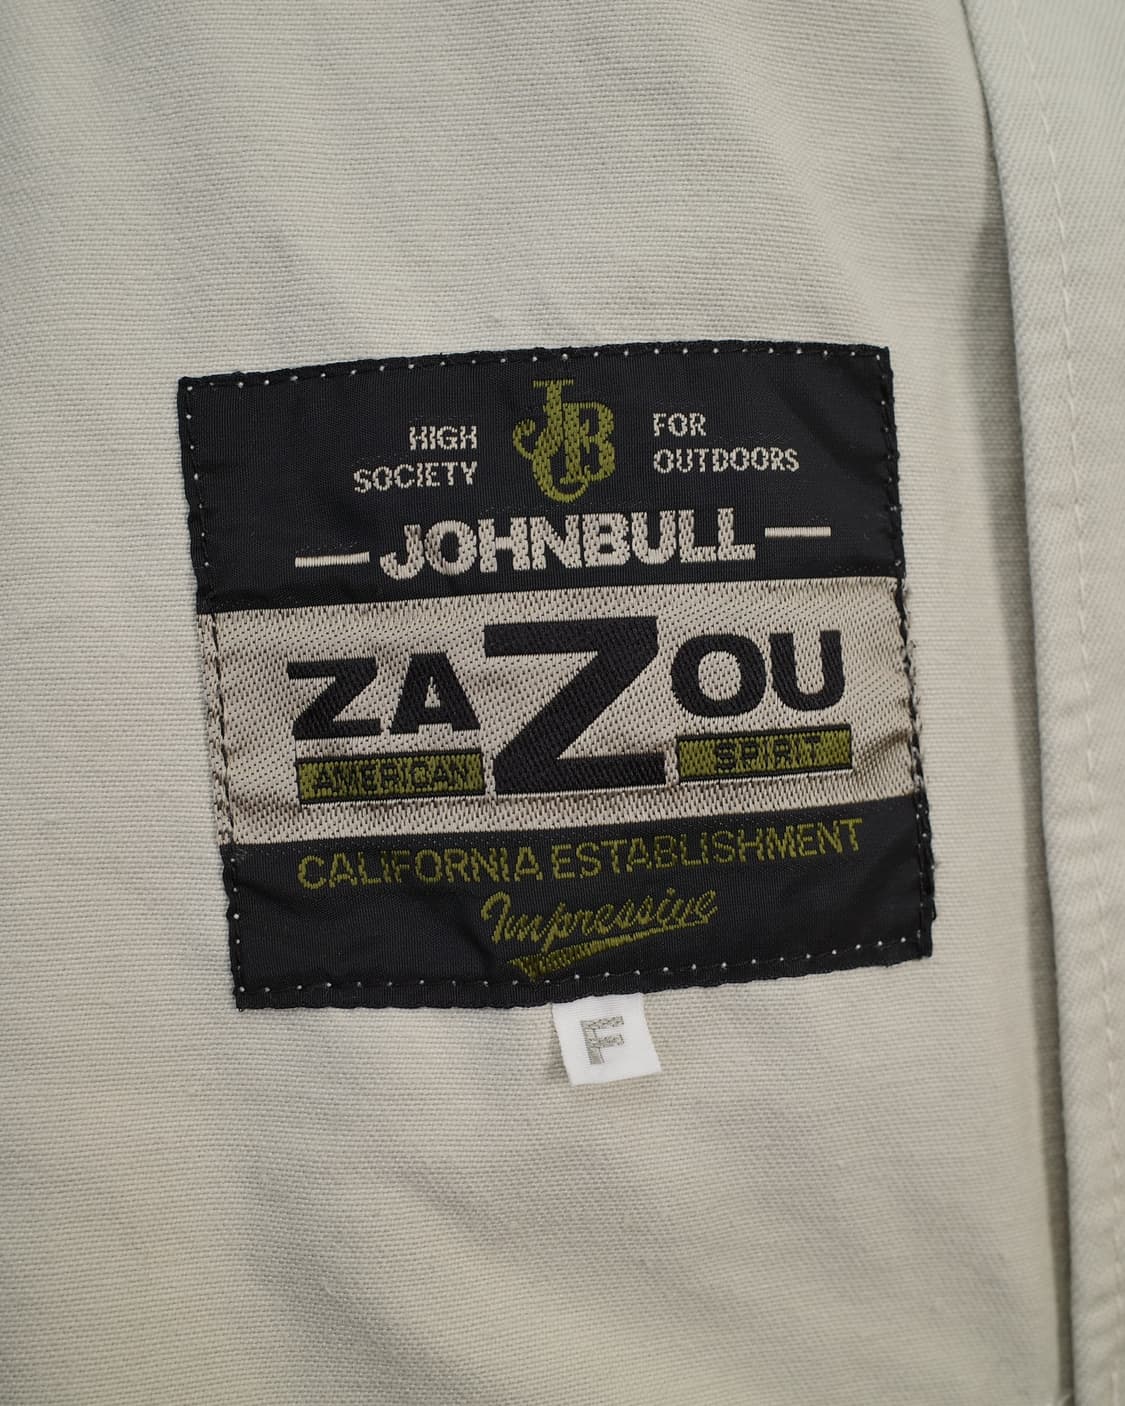 HIGH SOCIETY
JB
FOR OUTDOORS
JOHNBULL
ZAZOU
AMERICAN SPIRIT
CALIFORNIA ESTABLISHMENT
Impressive
F